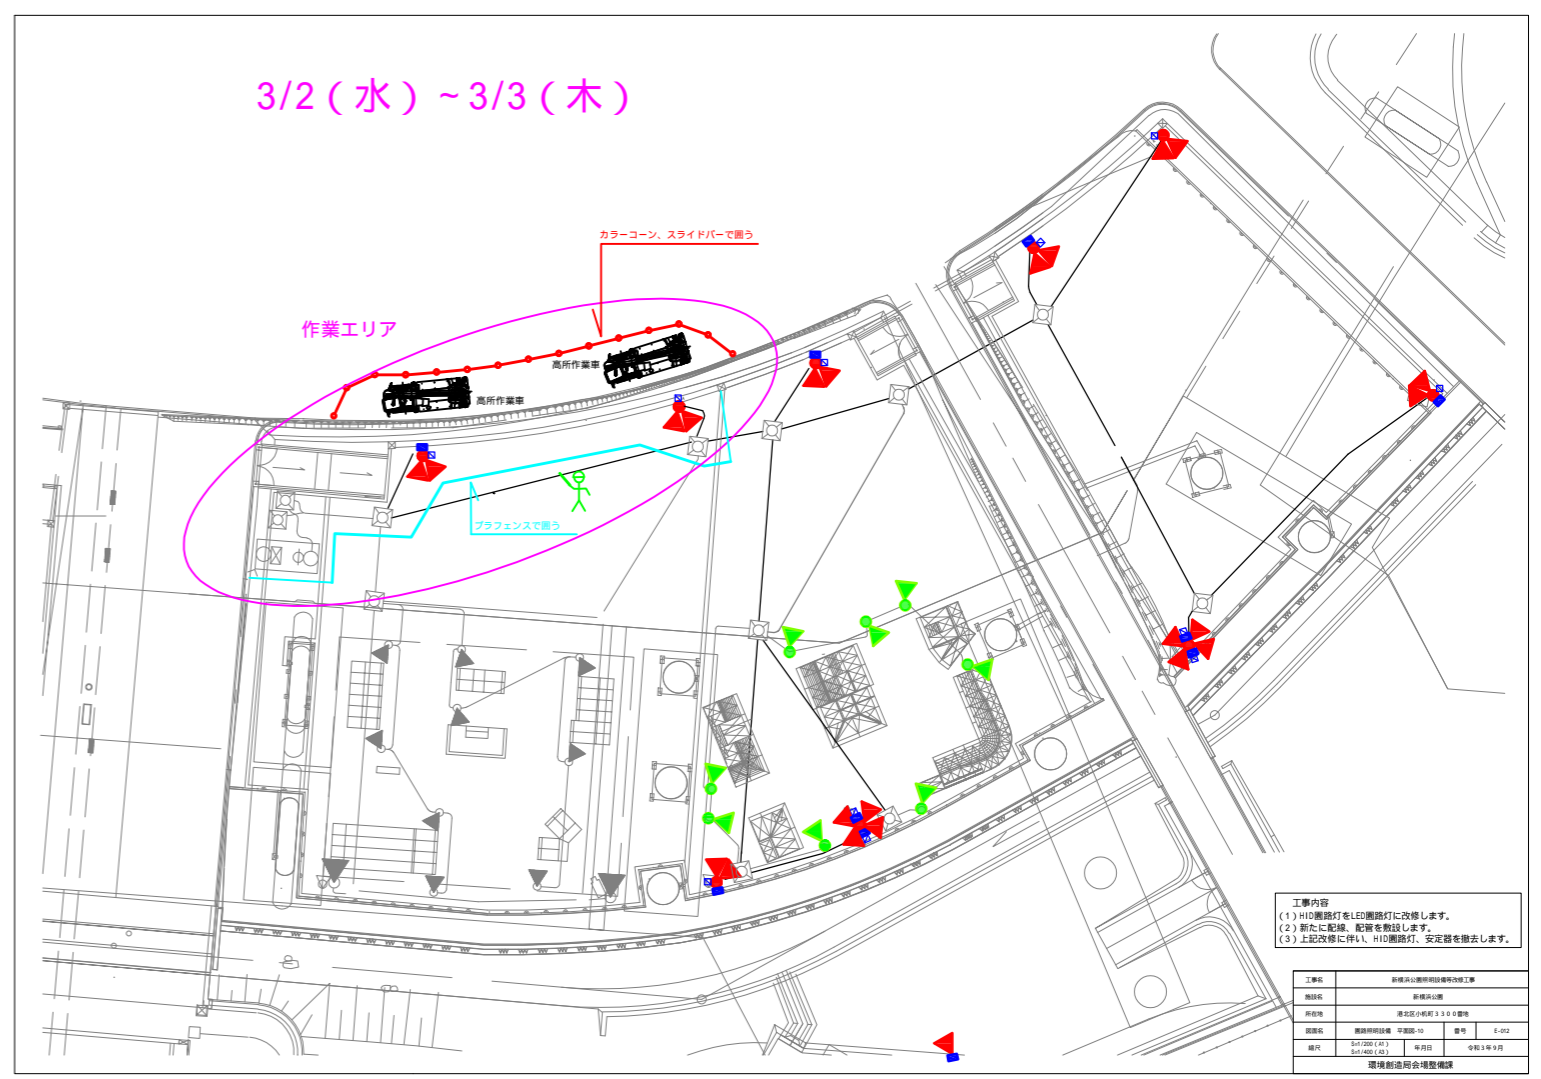 3/2(水)~3/3(木)
カラーコーン、スライドバーで囲う
作業エリア
高所作業車
高所作業車
プラフェンスで囲う
工事内容
(1)HID園路灯をLED園路灯に改修します。
(2)新たに配線、配管を敷設します。
(3)上記改修に伴い、HID園路灯、安定器を撤去します。
工事名 新横浜公園照明設備等改修工事
施設名 新横浜公園
所在地 港北区小机町3300番地
図面名 園路照明設備 平面図-10 番号 E-012
縮尺 S=1/200(A1) S=1/400(A3) 年月日 令和3年9月
環境創造局会場整備課